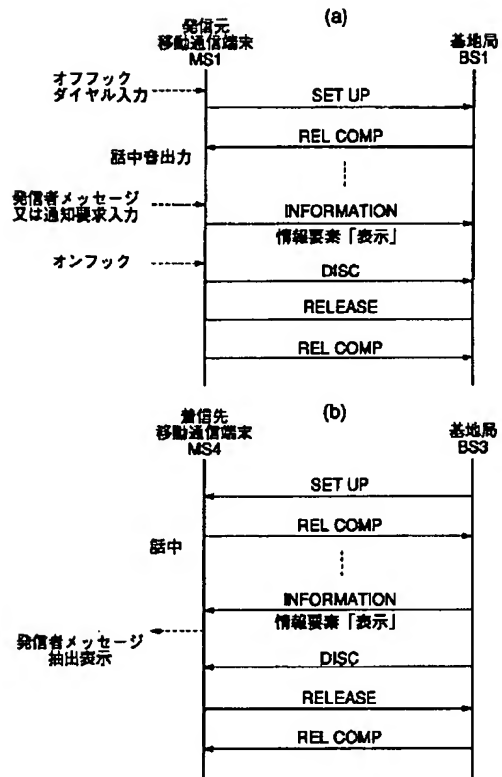 (a)
発信元
移動通信端末
MS1
基地局
BS1
オフフック
ダイヤル入力
SET UP
REL COMP
話中音出力
発信者メッセージ
又は通知要求入力
INFORMATION
情報要素「表示」
オンフック
DISC
RELEASE
REL COMP
(b)
着信先
移動通信端末
MS4
基地局
BS3
SET UP
REL COMP
話中
INFORMATION
情報要素「表示」
発信者メッセージ
抽出表示
DISC
RELEASE
REL COMP